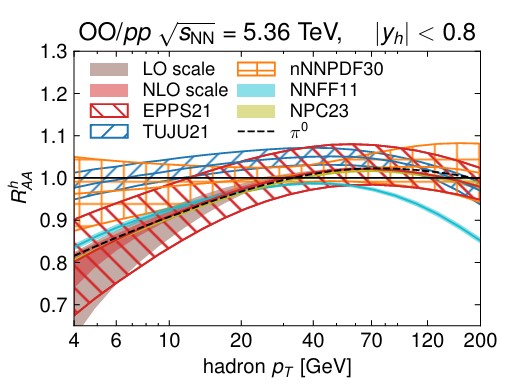 OO/pp √sNN = 5.36 TeV, |yh| < 0.8
1.3
1.2
1.1
1.0
0.9
0.8
0.7
R^h_AA
LO scale
NLO scale
EPPS21
TUJU21
nNNPDF30
NNFF11
NPC23
π⁰
4 6 10 20 40 70 120 200
hadron pT [GeV]